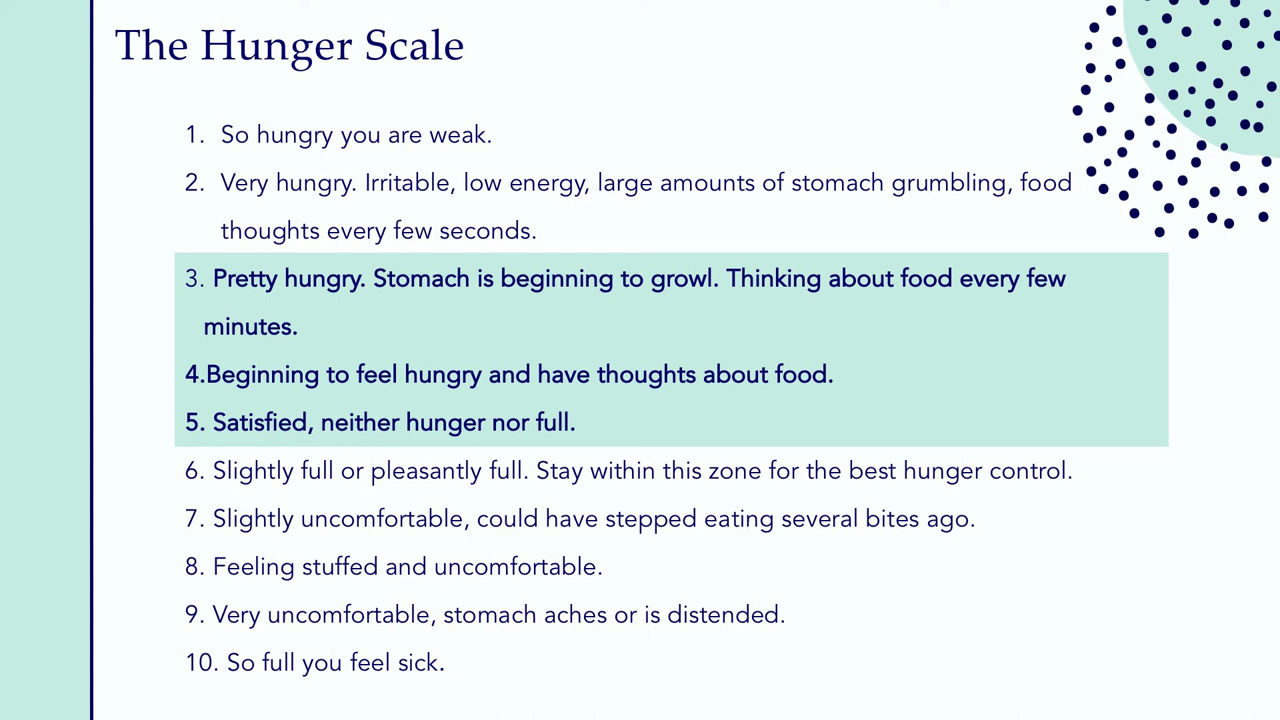 The Hunger Scale
1. So hungry you are weak.
2. Very hungry. Irritable, low energy, large amounts of stomach grumbling, food
thoughts every few seconds.
3. Pretty hungry. Stomach is beginning to growl. Thinking about food every few
minutes.
4.Beginning to feel hungry and have thoughts about food.
5. Satisfied, neither hunger nor full.
6. Slightly full or pleasantly full. Stay within this zone for the best hunger control.
7. Slightly uncomfortable, could have stepped eating several bites ago.
8. Feeling stuffed and uncomfortable.
9. Very uncomfortable, stomach aches or is distended.
10. So full you feel sick.